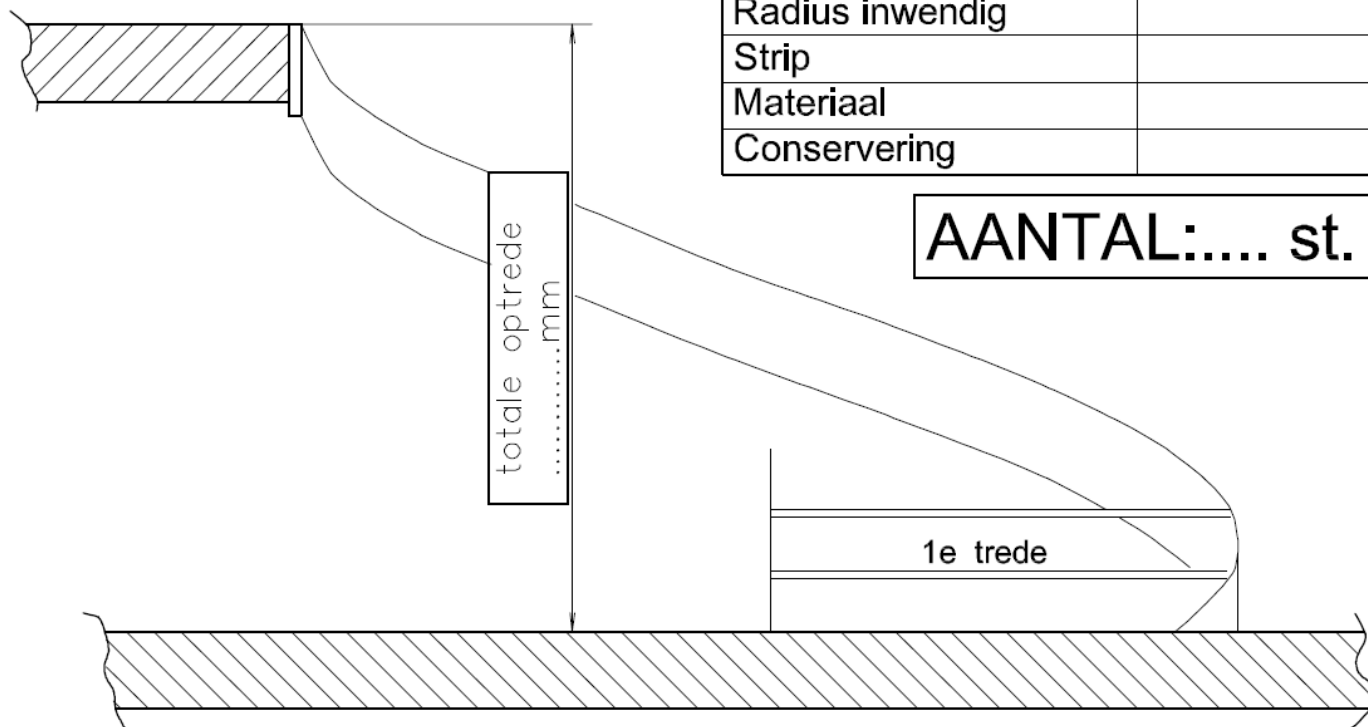 Radius inwendig
Strip
Materiaal
Conservering
AANTAL:.... st.
totale optrede
...........mm
1e trede